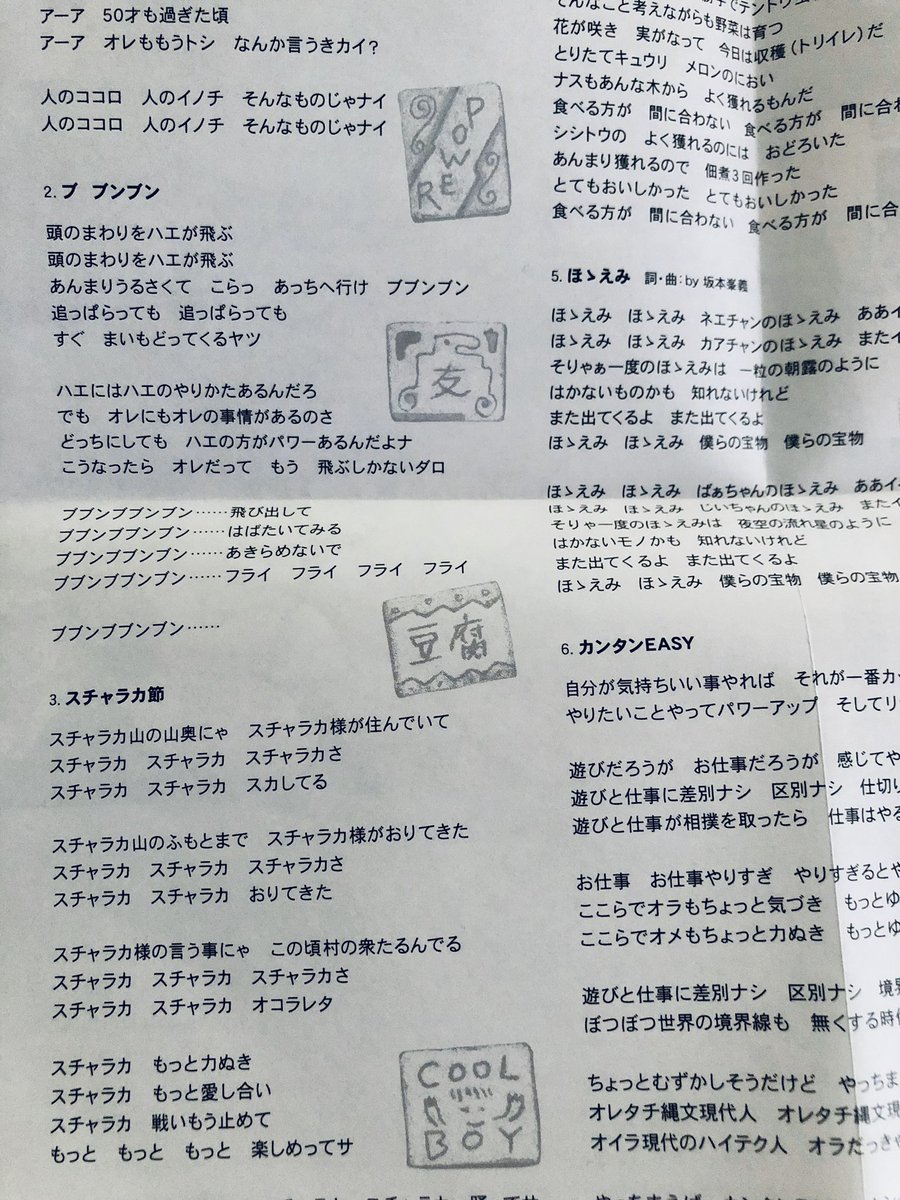 アーア　50才も過ぎた頃
アーア　オレももうトシ　なんか言うきカイ?
人のココロ　人のイノチ　そんなものじゃナイ
人のココロ　人のイノチ　そんなものじゃナイ
POWER
2. ブ　ブンブン
頭のまわりをハエが飛ぶ
頭のまわりをハエが飛ぶ
あんまりうるさくて　こらっ　あっちへ行け　ブブンブン
追っぱらっても　追っぱらっても
すぐ　まいもどってくるヤツ
友
ハエにはハエのやりかたあるんだろ
でも　オレにもオレの事情があるのさ
どっちにしても　ハエの方がパワーあるんだよナ
こうなったら　オレだって　もう　飛ぶしかないダロ
ブブンブブンブン……飛び出して
ブブンブブンブン……はばたいてみる
ブブンブブンブン……あきらめないで
ブブンブブンブン……フライ　フライ　フライ　フライ
ブブンブブンブン……
豆腐
3. スチャラカ節
スチャラカ山の山奥にゃ　スチャラカ様が住んでいて
スチャラカ　スチャラカ　スチャラカさ
スチャラカ　スチャラカ　スカしてる
スチャラカ山のふもとまで　スチャラカ様がおりてきた
スチャラカ　スチャラカ　スチャラカさ
スチャラカ　スチャラカ　おりてきた
スチャラカ様の言う事にゃ　この頃村の衆たるんでる
スチャラカ　スチャラカ　スチャラカさ
スチャラカ　スチャラカ　オコラレタ
スチャラカ　もっと力ぬき
スチャラカ　もっと愛し合い
スチャラカ　戦いもう止めて
もっと　もっと　もっと　楽しめってサ
COOL BOY
そんなこと考えながらも野菜は育つ
花が咲き　実がなって　今日は収穫(トリイレ)だ
とりたてキュウリ　メロンのにおい
ナスもあんな木から　よく獲れるもんだ
食べる方が　間に合わない　食べる方が　間に合わ
シシトウの　よく獲れるのには　おどろいた
あんまり獲れるので　佃煮3回作った
とてもおいしかった　とてもおいしかった
食べる方が　間に合わない　食べる方が　間に合
5. ほゝえみ　詞・曲:by 坂本峯義
ほゝえみ　ほゝえみ　ネエチャンのほゝえみ　ああイ
ほゝえみ　ほゝえみ　カアチャンのほゝえみ　またイ
そりゃぁ一度のほゝえみは　一粒の朝露のように
はかないものかも　知れないけれど
また出てくるよ　また出てくるよ
ほゝえみ　ほゝえみ　僕らの宝物　僕らの宝物
ほゝえみ　ほゝえみ　ばぁちゃんのほゝえみ　ああイ
ほゝえみ　ほゝえみ　じいちゃんのほゝえみ　またイ
そりゃ一度のほゝえみは　夜空の流れ星のように
はかないモノかも　知れないけれど
また出てくるよ　また出てくるよ
ほゝえみ　ほゝえみ　僕らの宝物　僕らの宝物
6. カンタンEASY
自分が気持ちいい事やれば　それが一番カッ
やりたいことやってパワーアップ　そしてリ
遊びだろうが　お仕事だろうが　感じてや
遊びと仕事に差別ナシ　区別ナシ　仕切り
遊びと仕事が相撲を取ったら　仕事はやる
お仕事　お仕事やりすぎ　やりすぎるとや
ここらでオラもちょっと気づき　もっとゆ
ここらでオメもちょっと力ぬき　もっとゆ
遊びと仕事に差別ナシ　区別ナシ　境界
ぼつぼつ世界の境界線も　無くする時代
ちょっとむずかしそうだけど　やっちま
オレタチ縄文現代人　オレタチ縄文現
オイラ現代のハイテク人　オラだっきゃ